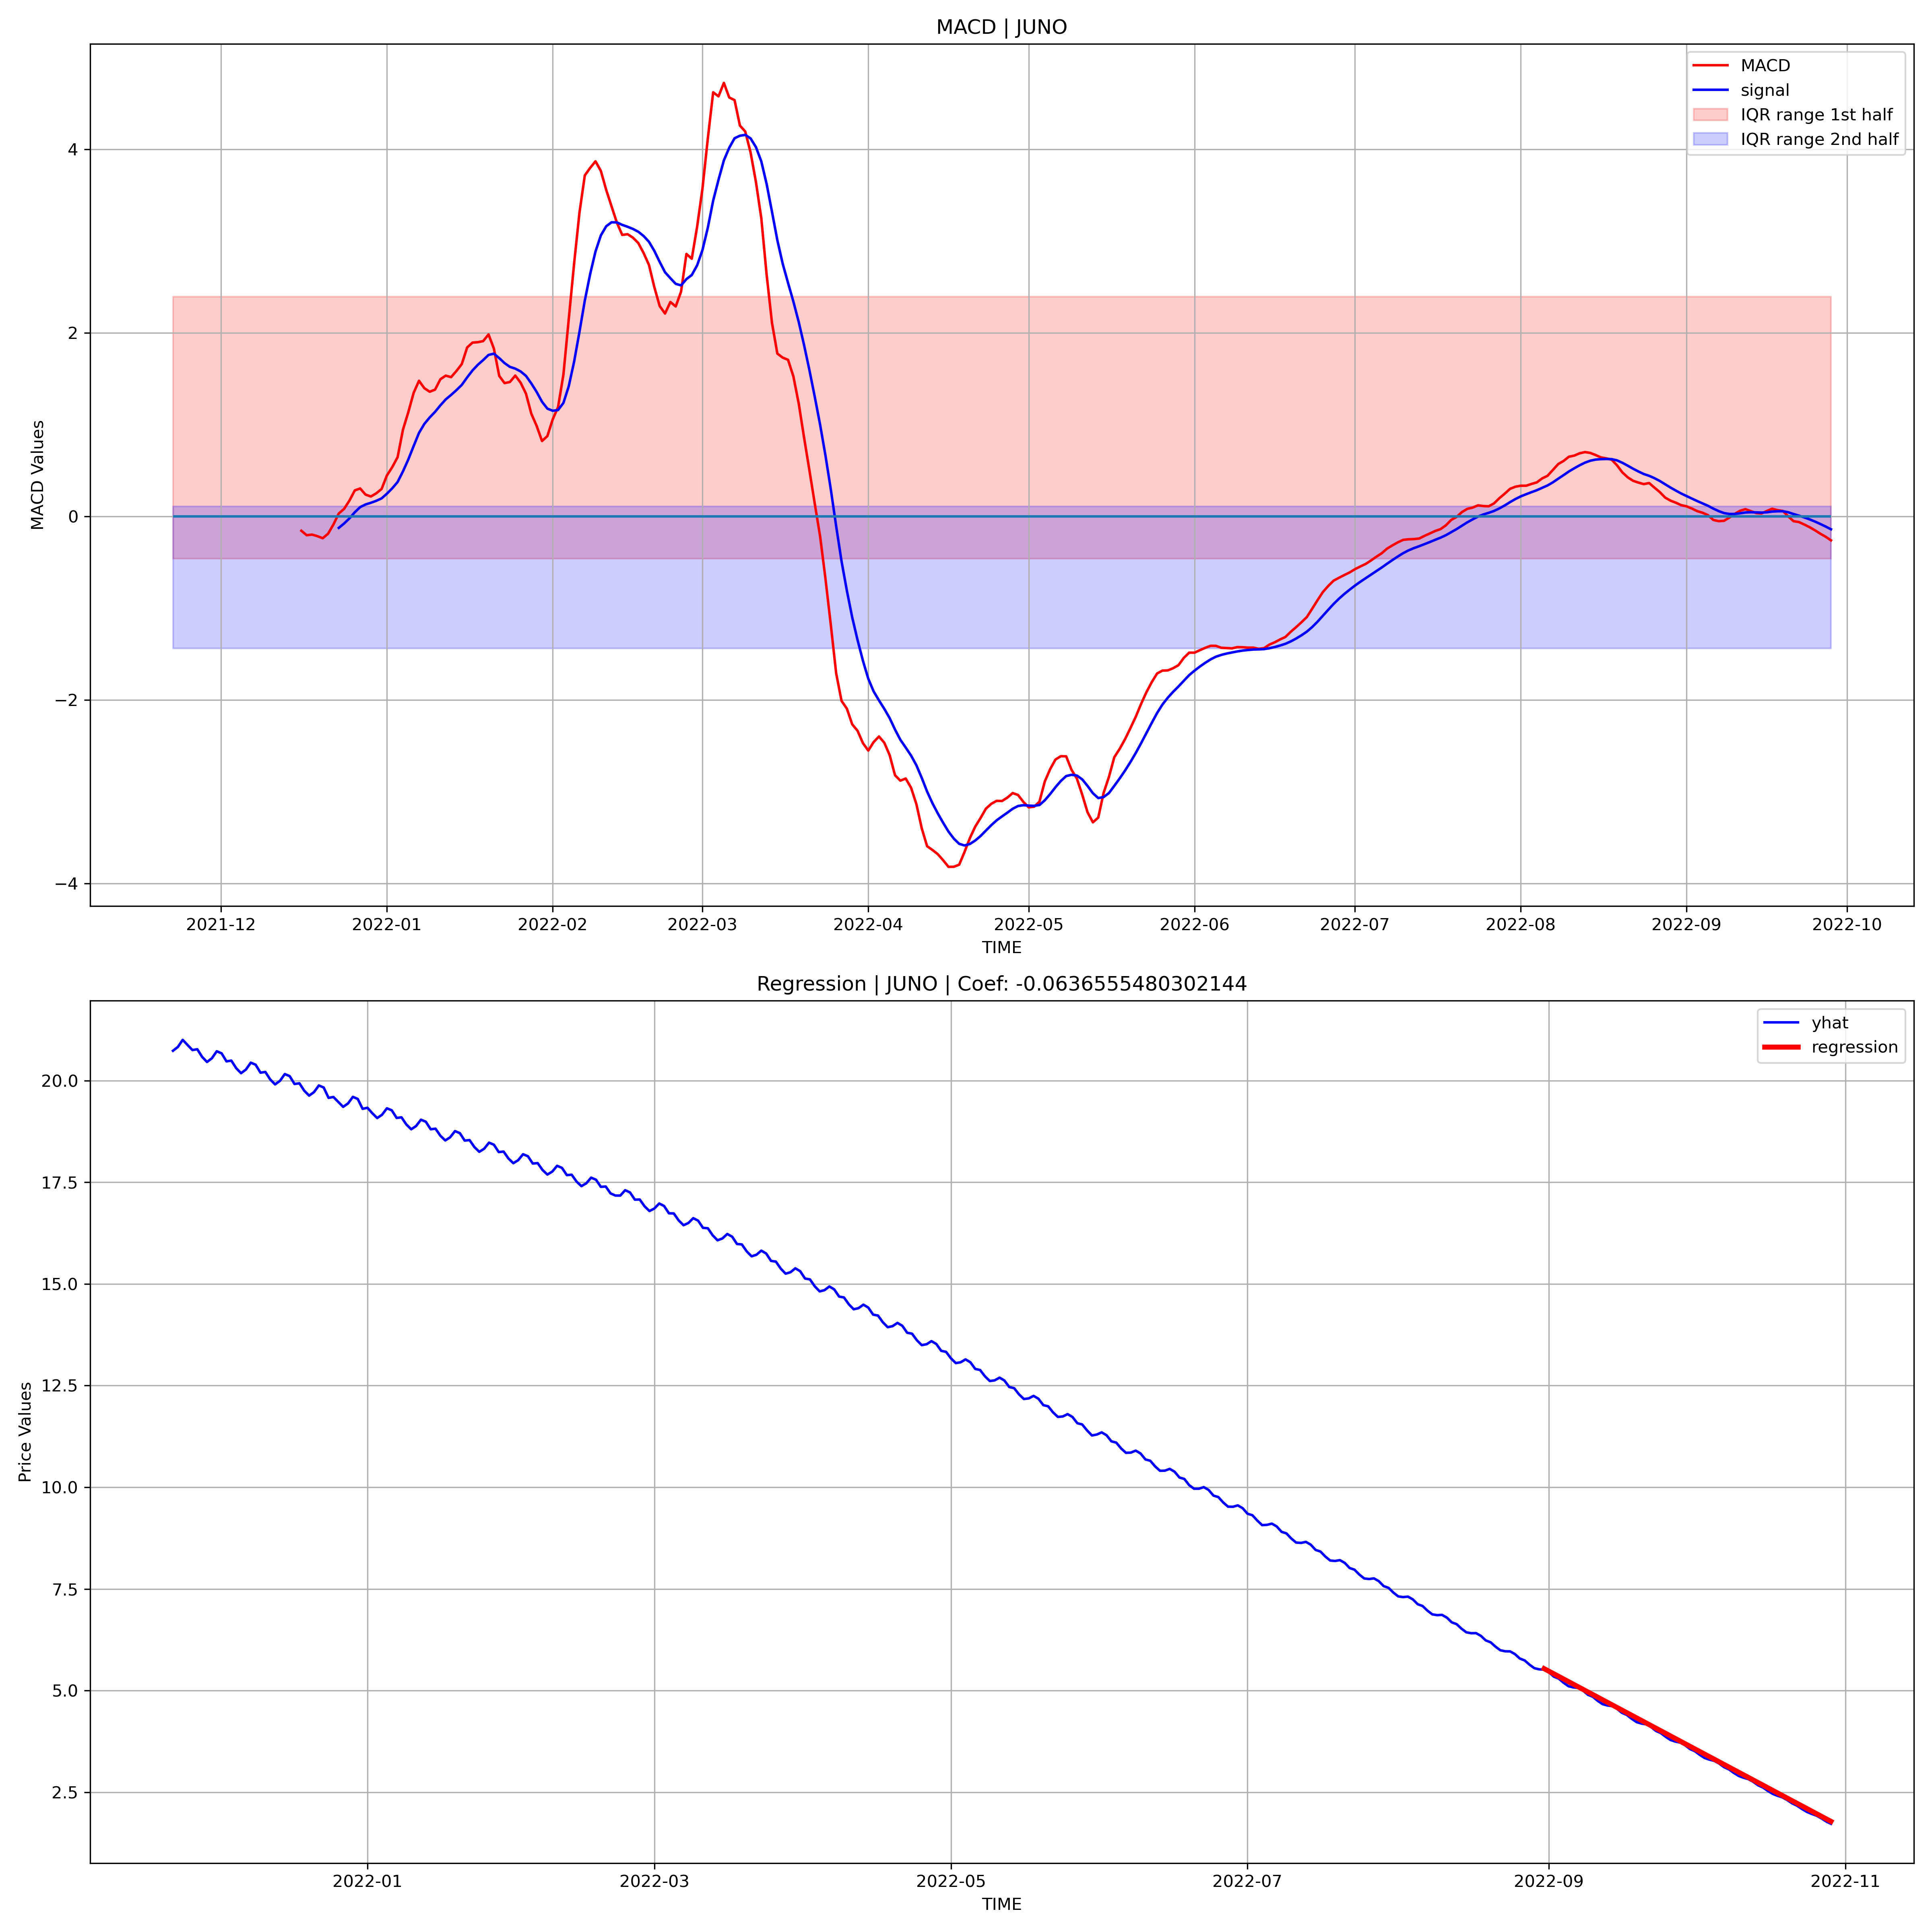 MACD | JUNO
MACD
signal
IQR range 1st half
IQR range 2nd half
MACD Values
4
2
0
−2
−4
2021-12 2022-01 2022-02 2022-03 2022-04 2022-05 2022-06 2022-07 2022-08 2022-09 2022-10
TIME
Regression | JUNO | Coef: -0.0636555480302144
yhat
regression
Price Values
20.0
17.5
15.0
12.5
10.0
7.5
5.0
2.5
2022-01 2022-03 2022-05 2022-07 2022-09 2022-11
TIME